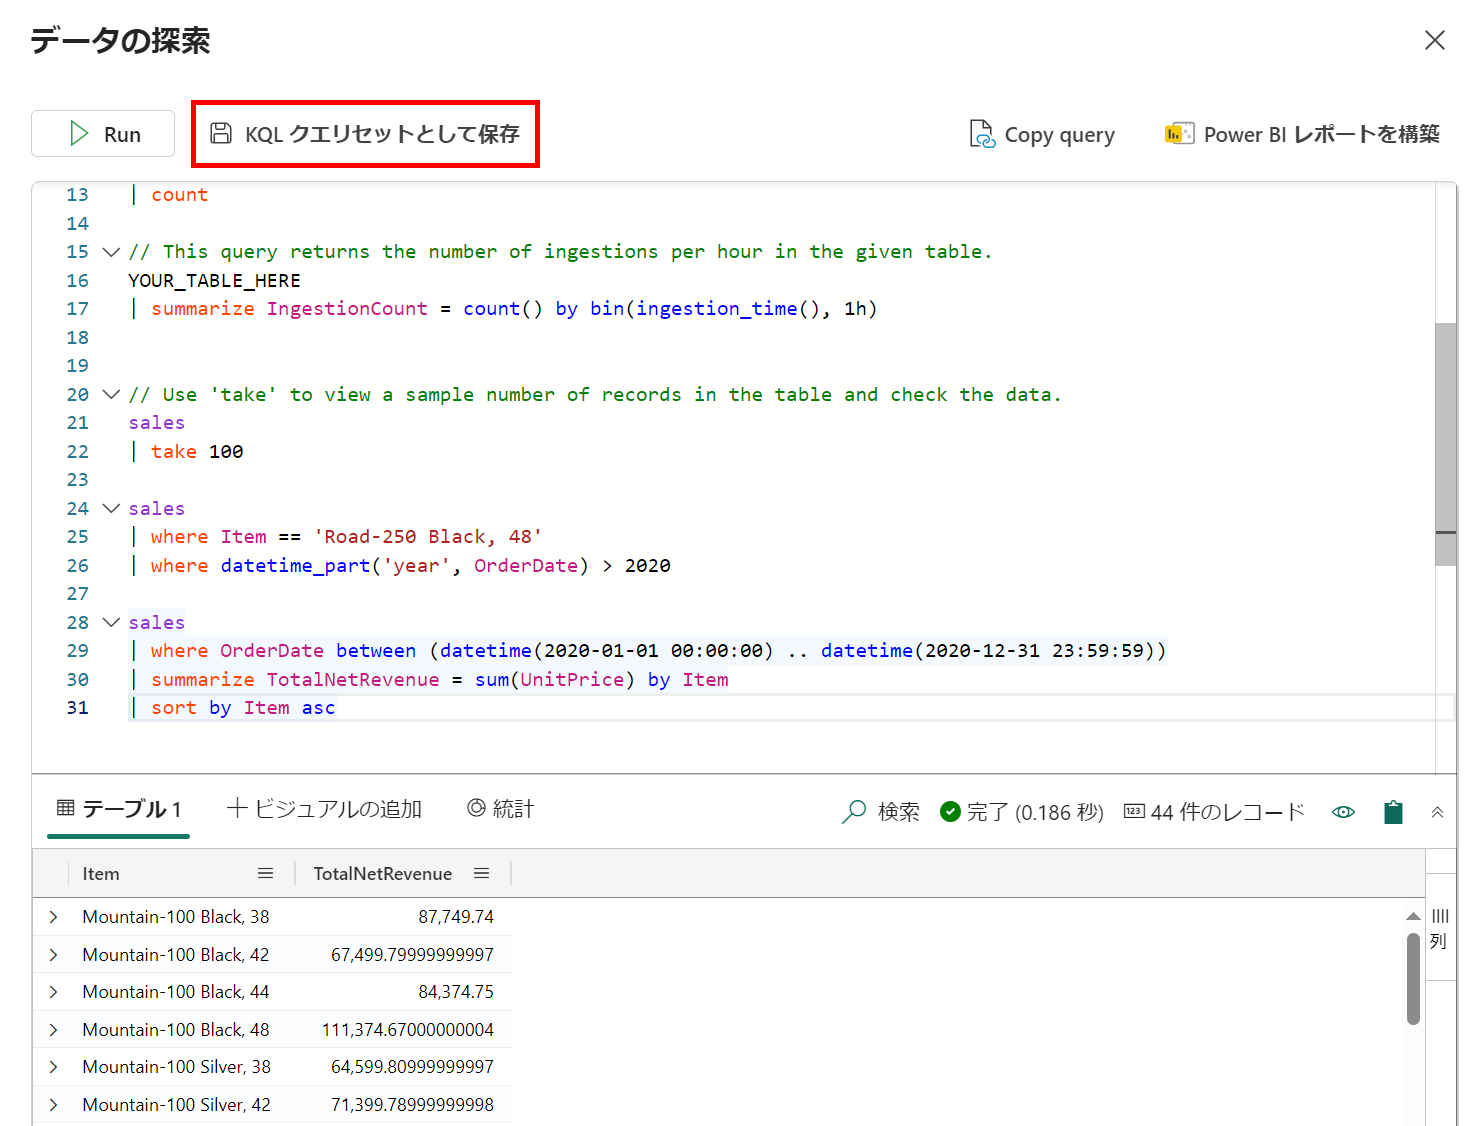 データの探索
Run
KQL クエリセットとして保存
Copy query
Power BI レポートを構築
13 | count
14
15 // This query returns the number of ingestions per hour in the given table.
16 YOUR_TABLE_HERE
17 | summarize IngestionCount = count() by bin(ingestion_time(), 1h)
18
19
20 // Use 'take' to view a sample number of records in the table and check the data.
21 sales
22 | take 100
23
24 sales
25 | where Item == 'Road-250 Black, 48'
26 | where datetime_part('year', OrderDate) > 2020
27
28 sales
29 | where OrderDate between (datetime(2020-01-01 00:00:00) .. datetime(2020-12-31 23:59:59))
30 | summarize TotalNetRevenue = sum(UnitPrice) by Item
31 | sort by Item asc
テーブル 1
ビジュアルの追加
統計
検索
完了 (0.186 秒)
123 44 件のレコード
Item TotalNetRevenue
Mountain-100 Black, 38 87,749.74
Mountain-100 Black, 42 67,499.79999999997
Mountain-100 Black, 44 84,374.75
Mountain-100 Black, 48 111,374.67000000004
Mountain-100 Silver, 38 64,599.80999999997
Mountain-100 Silver, 42 71,399.78999999998
列